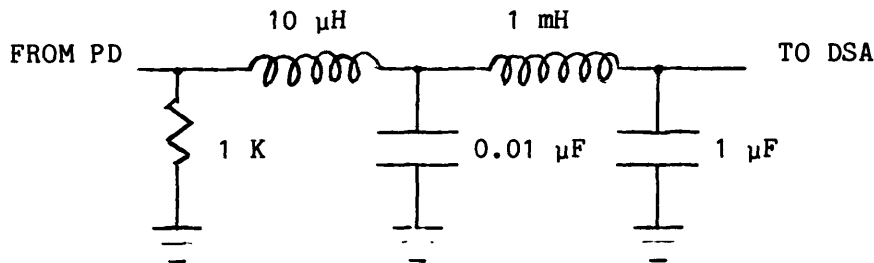 10 µH
1 mH
FROM PD
TO DSA
1 K
0.01 µF
1 µF